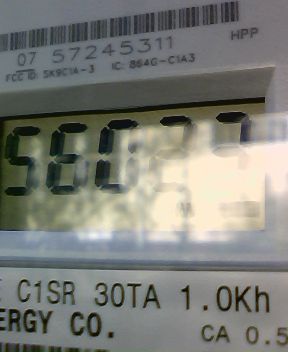 07 57245311
HPP
FCC ID: SK9C1A-3 IC: 864G-C1A3
C1SR 30TA 1.0Kh
ERGY CO.
CA 0.5